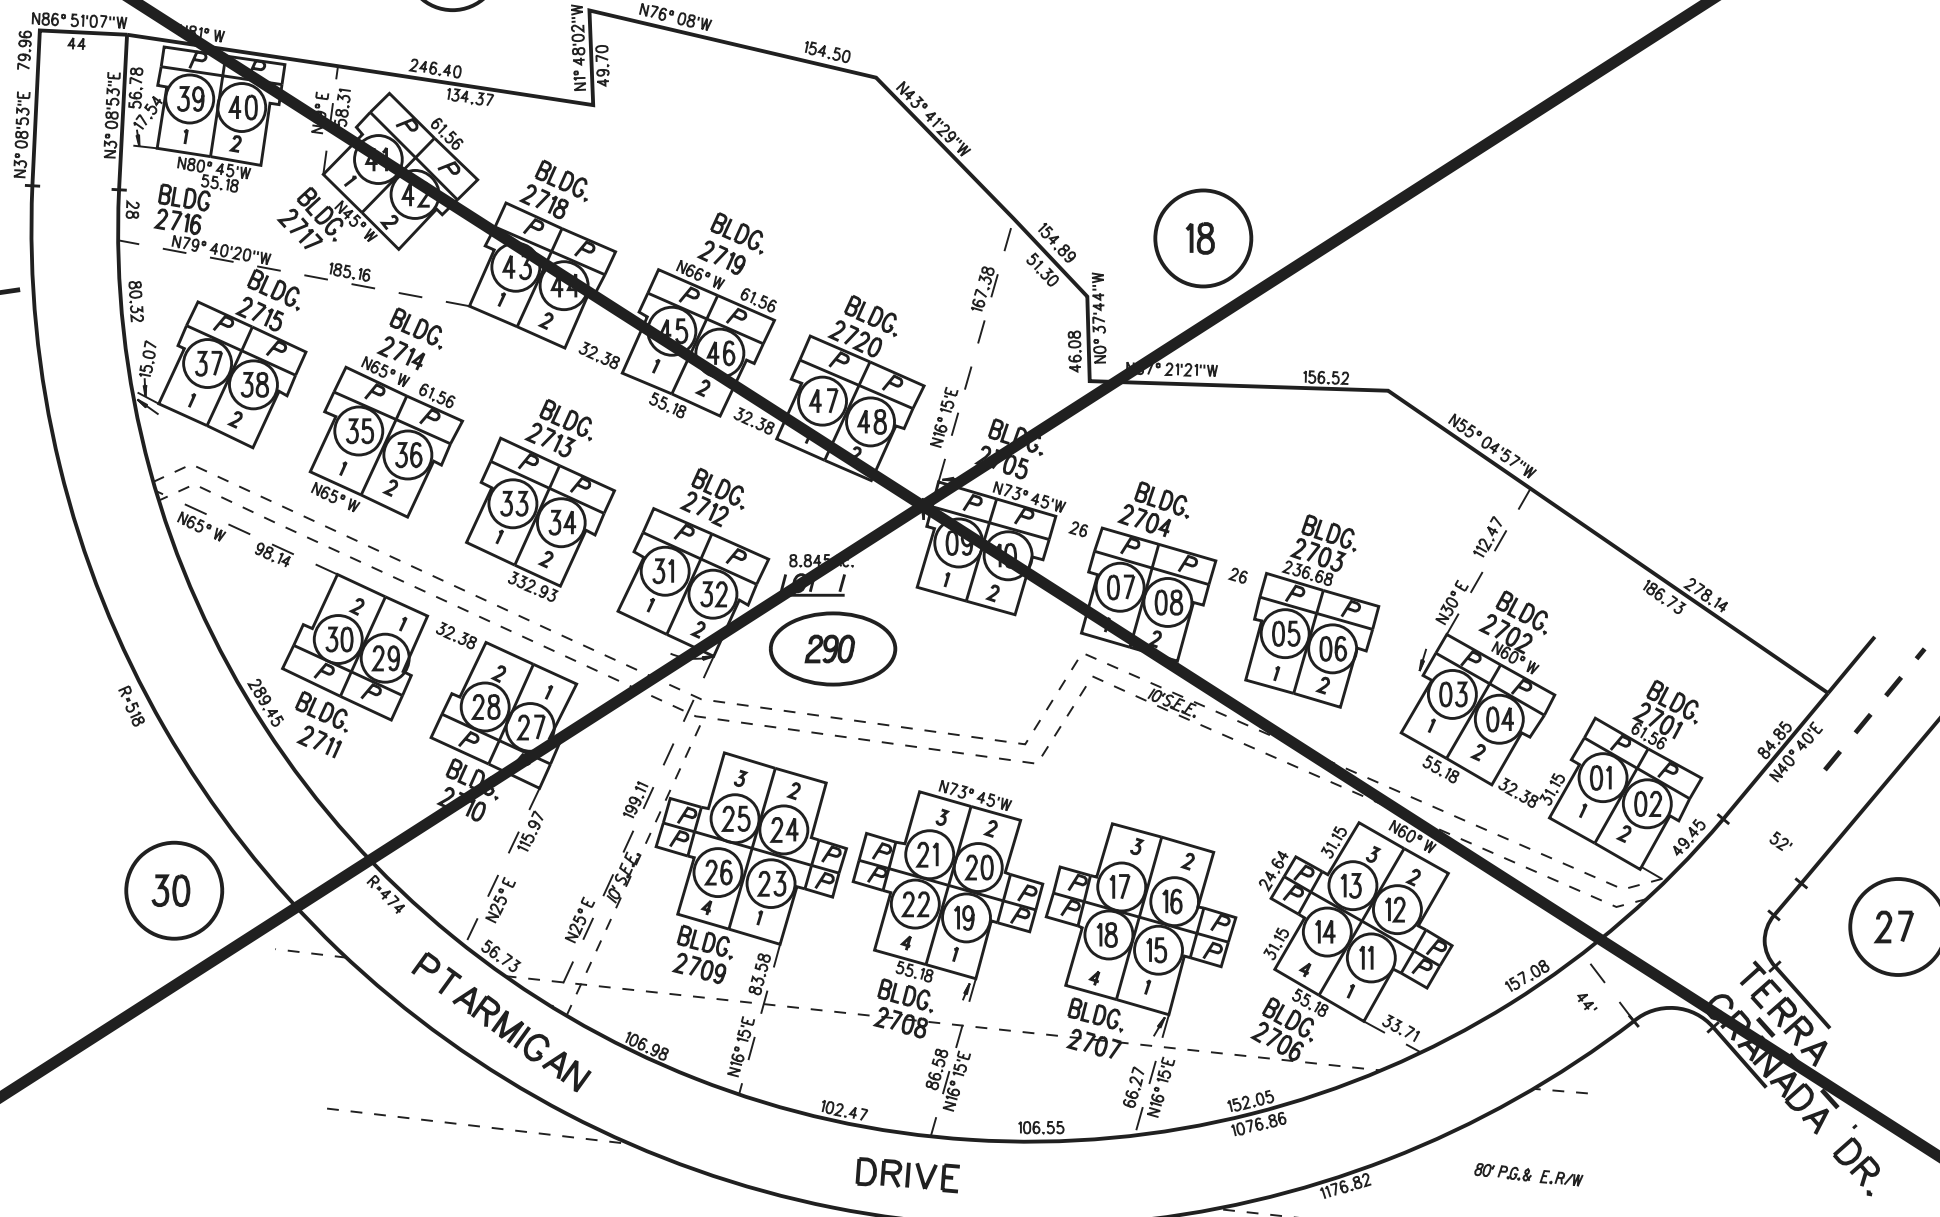 N86°51'07"W
44
79.96
N3°08'53"E
N3°08'53"E
56.78
17.54
81°W
246.40
134.37
N1°48'02"W
49.70
N76°08'W
154.50
N43°41'29"W
154.89
51.30
18
N0°37'44"W
46.08
156.52
N55°04'57"W
278.14
186.73
P
P
39
40
1
2
N80°45'W
55.18
BLDG
2716
58.31
P
P
61.56
41
42
1
2
N45°W
BLDG.
2717
28
N79°40'20"W
185.16
80.32
15.07
BLDG.
2718
P
P
43
44
1
2
32.38
BLDG.
2719
N66°W
61.56
P
P
45
46
1
2
55.18
32.38
BLDG.
2720
P
P
47
48
2
167.38
N16°15'E
BLDG.
2715
P
P
37
38
1
2
BLDG.
2714
N65°W
61.56
P
P
35
36
1
2
N65°W
BLDG.
2713
P
P
33
34
1
2
332.93
BLDG.
2712
P
P
31
32
1
2
8.845
290
BLDG.
2705
N73°45'W
P
P
09
10
1
2
26
BLDG.
2704
P
P
07
08
1
2
26
BLDG.
2703
236.68
P
P
05
06
1
2
112.47
N30°E
BLDG.
2702
N60°W
P
P
03
04
1
2
55.18
32.38
BLDG.
2701
61.56
P
P
01
02
1
2
31.15
84.85
N40°40'E
49.45
52'
N65°W
98.14
2
1
30
29
P
P
BLDG.
2711
32.38
2
1
28
27
P
BLDG.
2710
R=518
289.45
30
R=474
115.97
N25°E
56.73
199.11
N25°E
10'S.E.E.
10'S.E.E.
3
2
P
P
25
24
26
23
P
P
4
1
BLDG.
2709
83.58
N16°15'E
N73°45'W
3
2
P
P
21
20
22
19
P
P
4
1
55.18
BLDG.
2708
86.58
N16°15'E
3
2
P
P
17
16
18
15
P
P
4
1
BLDG.
2707
66.27
N16°15'E
N60°W
31.15
24.64
3
2
P
P
13
12
14
11
P
P
31.15
4
1
55.18
BLDG.
2706
33.71
157.08
44'
27
TERRA
GRANADA DR.
PTARMIGAN
DRIVE
106.98
102.47
106.55
152.05
1076.86
1176.82
80' P.G.& E.R/W